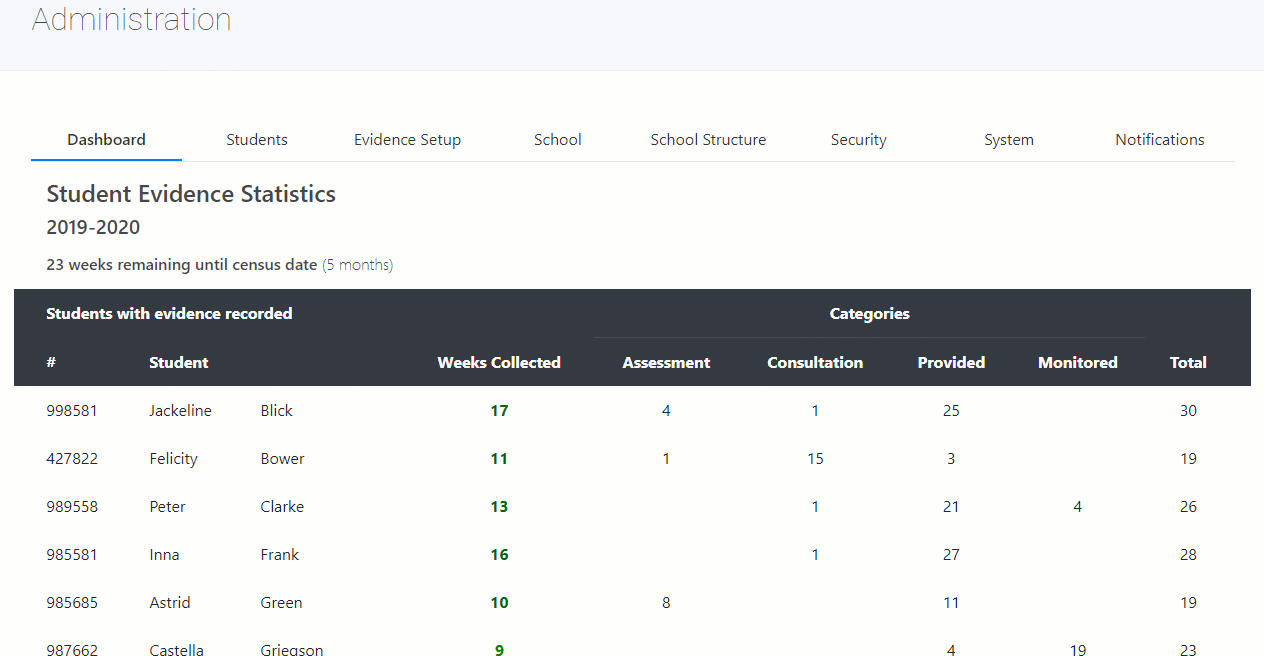 Administration
Dashboard Students Evidence Setup School School Structure Security System Notifications
Student Evidence Statistics
2019-2020
23 weeks remaining until census date (5 months)
Students with evidence recorded Categories
# Student Weeks Collected Assessment Consultation Provided Monitored Total
998581 Jackeline Blick 17 4 1 25 30
427822 Felicity Bower 11 1 15 3 19
989558 Peter Clarke 13 1 21 4 26
985581 Inna Frank 16 1 27 28
985685 Astrid Green 10 8 11 19
987662 Castella Griegson 9 4 19 23